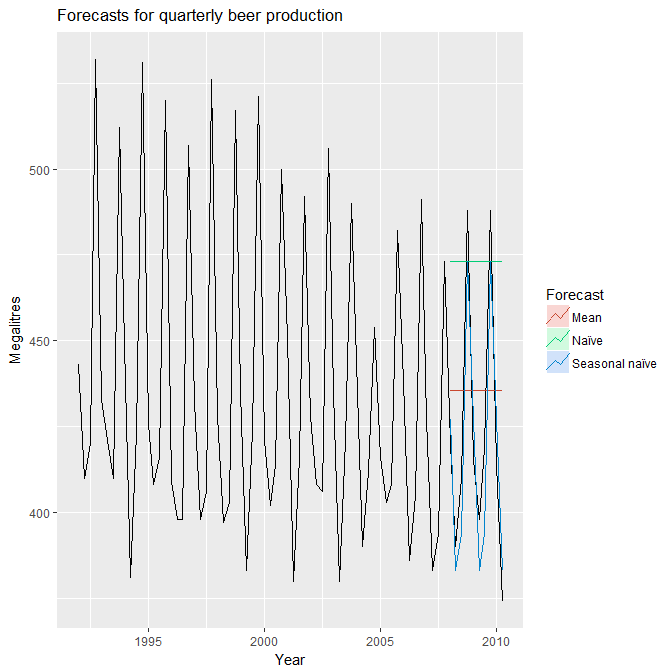 Forecasts for quarterly beer production
500
450
400
Megalitres
1995
2000
2005
2010
Year
Forecast
Mean
Naïve
Seasonal naïve